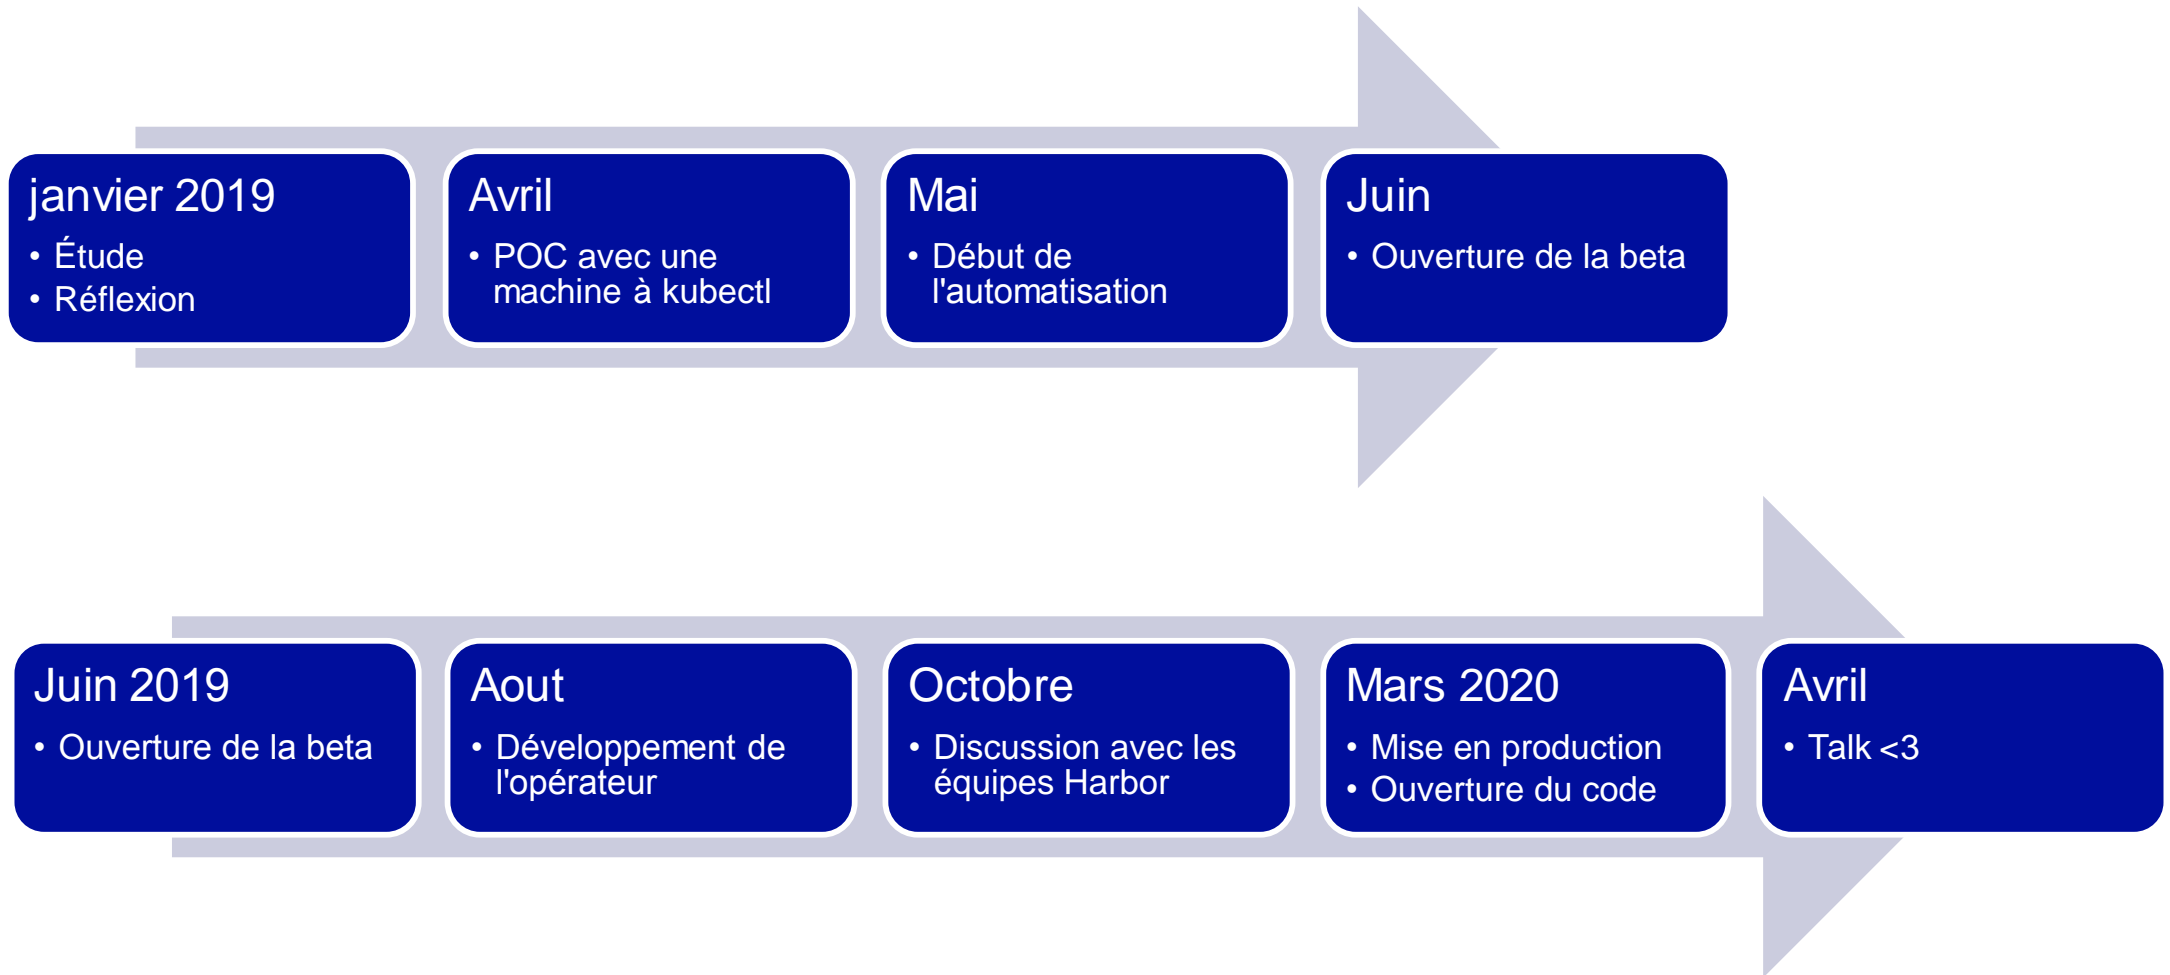 janvier 2019
• Étude
• Réflexion
Avril
• POC avec une
machine à kubectl
Mai
• Début de
l'automatisation
Juin
• Ouverture de la beta
Juin 2019
• Ouverture de la beta
Aout
• Développement de
l'opérateur
Octobre
• Discussion avec les
équipes Harbor
Mars 2020
• Mise en production
• Ouverture du code
Avril
• Talk <3